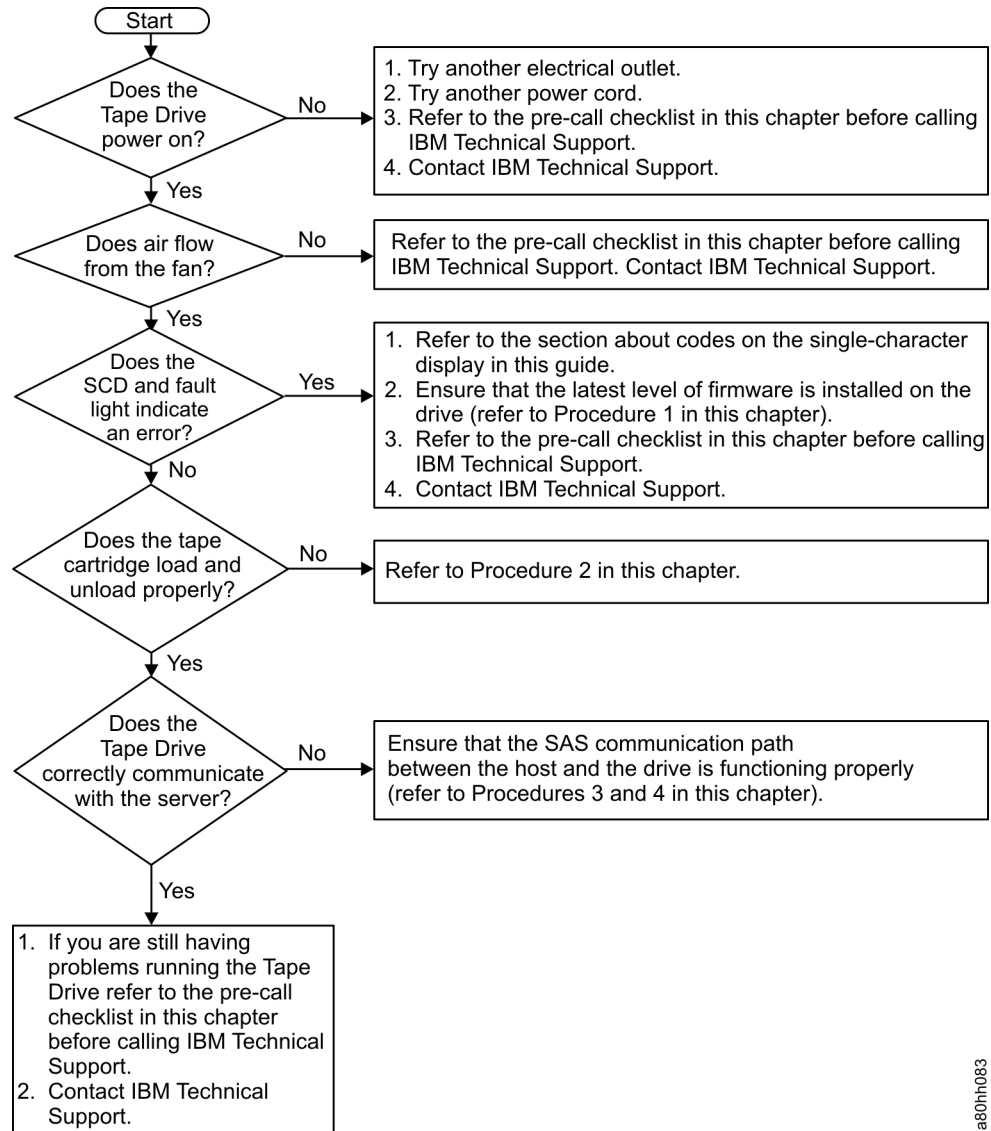 Start
Does the
Tape Drive
power on?
No
1. Try another electrical outlet.
2. Try another power cord.
3. Refer to the pre-call checklist in this chapter before calling
IBM Technical Support.
4. Contact IBM Technical Support.
Yes
Does air flow
from the fan?
No
Refer to the pre-call checklist in this chapter before calling
IBM Technical Support. Contact IBM Technical Support.
Yes
Does the
SCD and fault
light indicate
an error?
Yes
1. Refer to the section about codes on the single-character
display in this guide.
2. Ensure that the latest level of firmware is installed on the
drive (refer to Procedure 1 in this chapter).
3. Refer to the pre-call checklist in this chapter before calling
IBM Technical Support.
4. Contact IBM Technical Support.
No
Does the tape
cartridge load and
unload properly?
No
Refer to Procedure 2 in this chapter.
Yes
Does the
Tape Drive
correctly communicate
with the server?
No
Ensure that the SAS communication path
between the host and the drive is functioning properly
(refer to Procedures 3 and 4 in this chapter).
Yes
1. If you are still having
problems running the Tape
Drive refer to the pre-call
checklist in this chapter
before calling IBM Technical
Support.
2. Contact IBM Technical
Support.
a80hh083